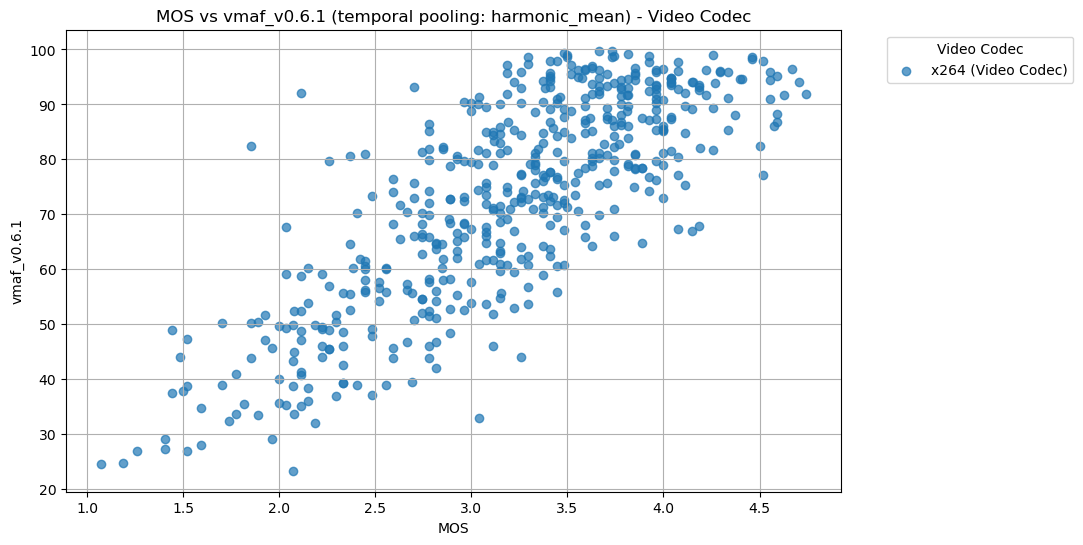 MOS vs vmaf_v0.6.1 (temporal pooling: harmonic_mean) - Video Codec
Video Codec
x264 (Video Codec)
vmaf_v0.6.1
100
90
80
70
60
50
40
30
20
1.0 1.5 2.0 2.5 3.0 3.5 4.0 4.5
MOS